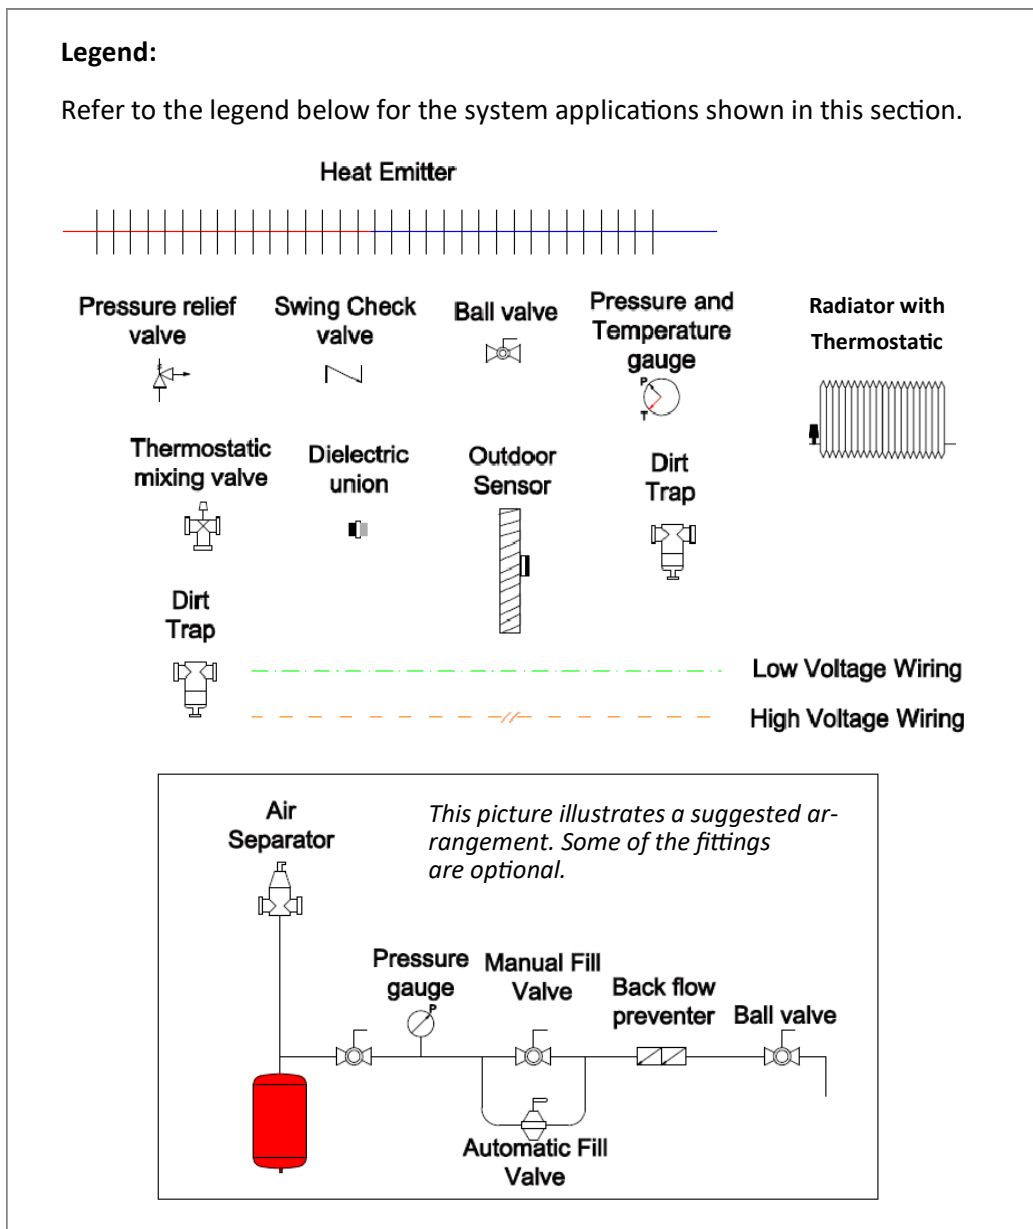 Legend:
Refer to the legend below for the system applications shown in this section.
Heat Emitter
Pressure relief
valve
Swing Check
valve
Ball valve
Pressure and
Temperature
gauge
P
T
Radiator with
Thermostatic
Thermostatic
mixing valve
Dielectric
union
Outdoor
Sensor
Dirt
Trap
Dirt
Trap
Low Voltage Wiring
High Voltage Wiring
Air
Separator
This picture illustrates a suggested ar-
rangement. Some of the fittings
are optional.
Pressure
gauge
P
Manual Fill
Valve
Back flow
preventer
Ball valve
Automatic Fill
Valve